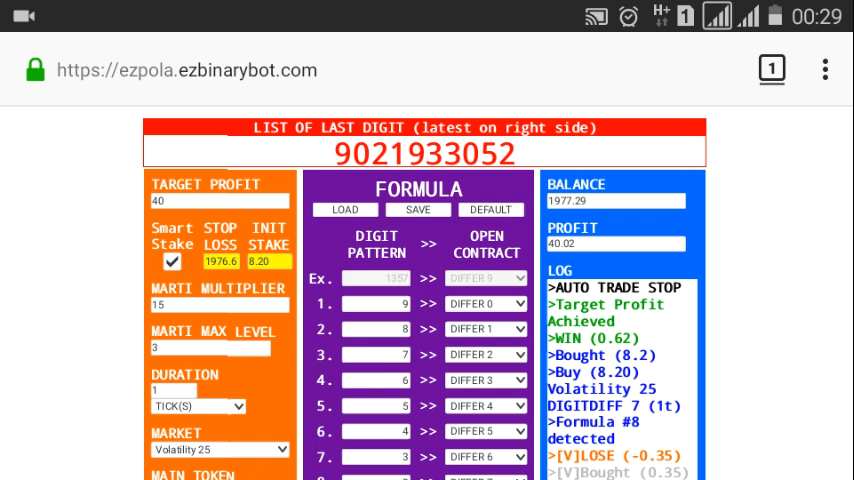 H+ 1 00:29
https://ezpola.ezbinarybot.com 1
LIST OF LAST DIGIT (latest on right side)
9021933052
TARGET PROFIT
40
Smart Stake STOP LOSS INIT STAKE
1976.6 8.20
MARTI MULTIPLIER
15
MARTI MAX LEVEL
3
DURATION
1
TICK(S)
MARKET
Volatility 25
MAIN TOKEN
FORMULA
LOAD SAVE DEFAULT
DIGIT PATTERN >> OPEN CONTRACT
Ex. 1357 >> DIFFER 9
1. 9 >> DIFFER 0
2. 8 >> DIFFER 1
3. 7 >> DIFFER 2
4. 6 >> DIFFER 3
5. 5 >> DIFFER 4
6. 4 >> DIFFER 5
7. 3 >> DIFFER 6
BALANCE
1977.29
PROFIT
40.02
LOG
>AUTO TRADE STOP
>Target Profit
Achieved
>WIN (0.62)
>Bought (8.2)
>Buy (8.20)
Volatility 25
DIGITDIFF 7 (1t)
>Formula #8
detected
>[V]LOSE (-0.35)
>[V]Bought (0.35)